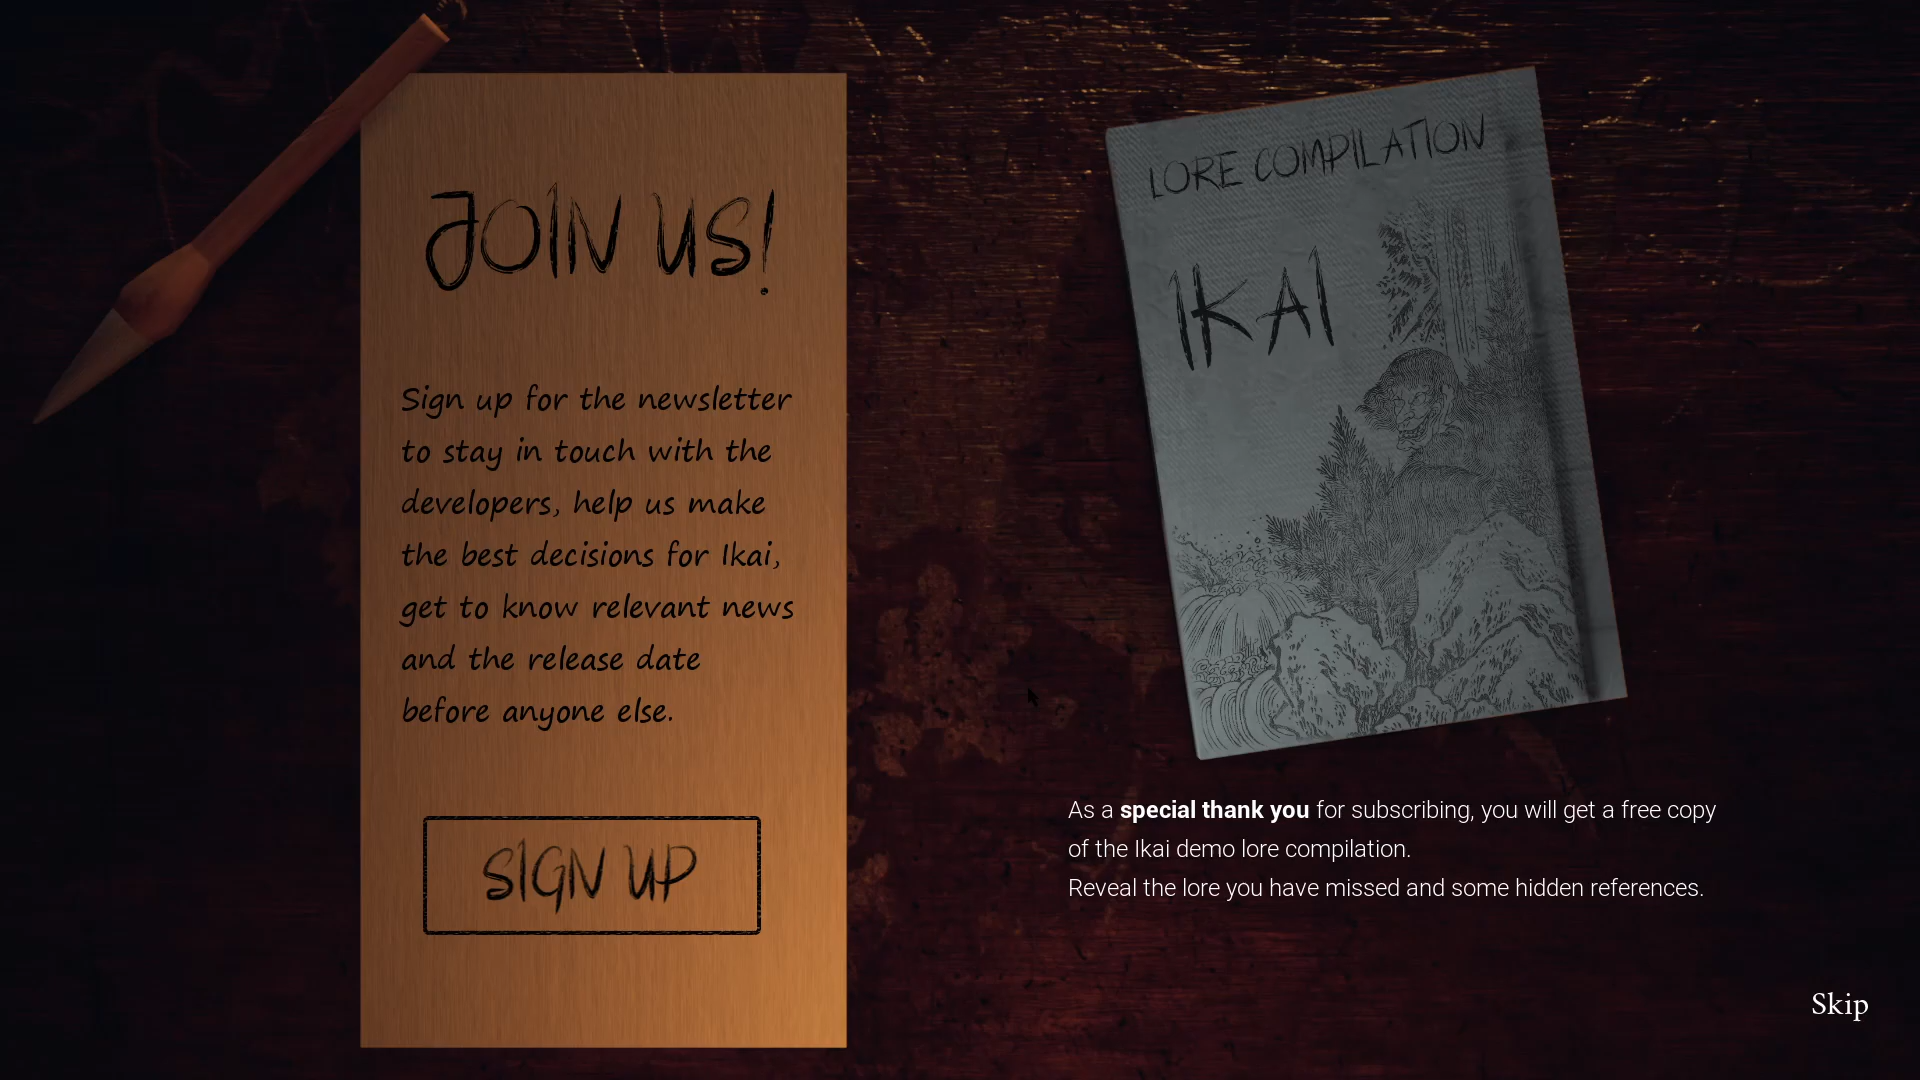 JOIN US!
Sign up for the newsletter
to stay in touch with the
developers, help us make
the best decisions for Ikai,
get to know relevant news
and the release date
before anyone else.
SIGN UP
LORE COMPILATION
IKAI
As a special thank you for subscribing, you will get a free copy
of the Ikai demo lore compilation.
Reveal the lore you have missed and some hidden references.
Skip